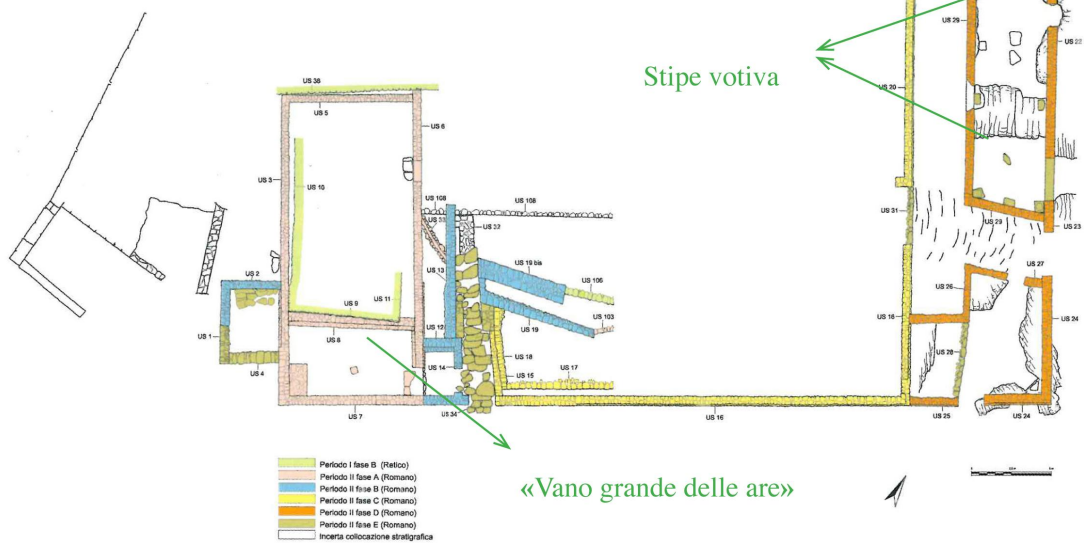 US 29
US 22
Stipe votiva
US 38
US 5
US 20
US 6
US 3
US 10
US 108
US 108
US 33
US 32
US 31
US 29
US 23
US 2
US 13
US 19 bis
US 27
US 106
US 26
US 9
US 11
US 1
US 12
US 19
US 103
US 18
US 24
US 8
US 18
US 28
US 4
US 14
US 15
US 17
US 7
US 34
US 16
US 25
US 24
Periodo I fase B (Retico)
Periodo II fase A (Romano)
Periodo II fase B (Romano)
Periodo II fase C (Romano)
Periodo II fase D (Romano)
Periodo II fase E (Romano)
Incerta collocazione stratigrafica
«Vano grande delle are»